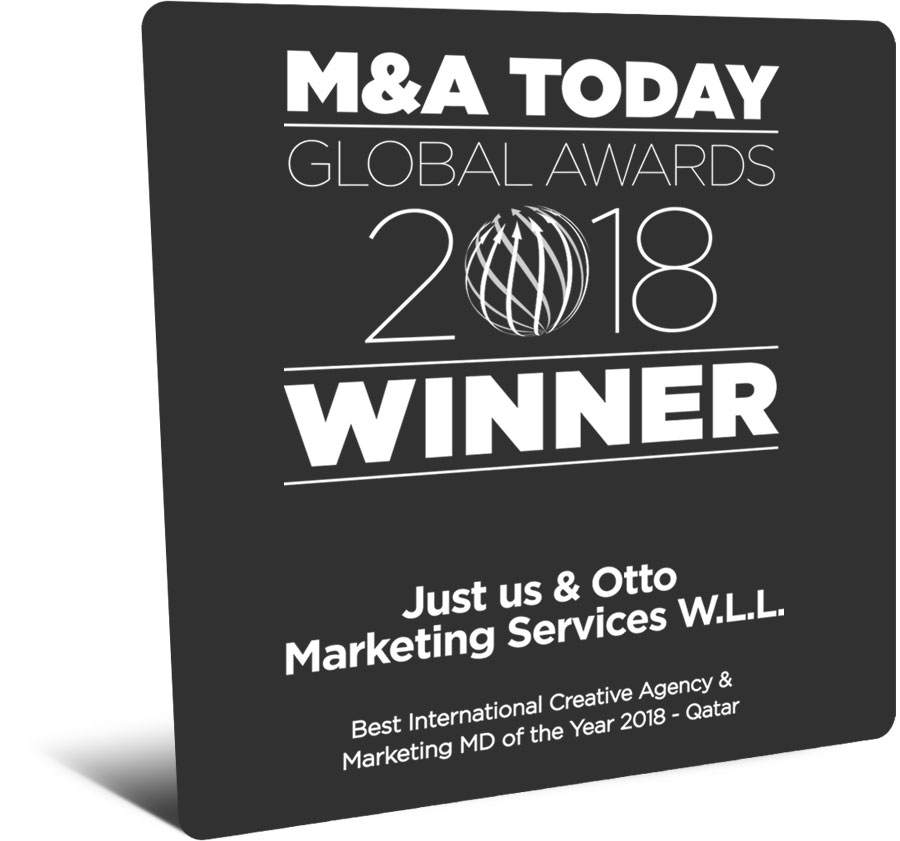 M&A TODAY
GLOBAL AWARDS
2018
WINNER
Just us & Otto
Marketing Services W.L.L.
Best International Creative Agency &
Marketing MD of the Year 2018 - Qatar